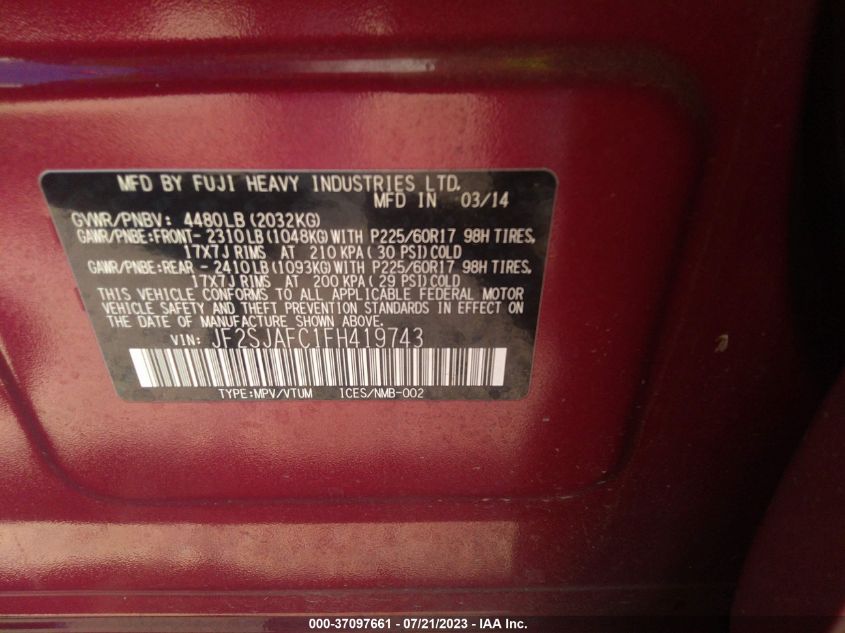 MFD BY FUJI HEAVY INDUSTRIES LTD.
MFD IN 03/14
GVWR/PNBV: 4480LB (2032KG)
GAWR/PNBE:FRONT- 2310LB (1048KG) WITH P225/60R17 98H TIRES,
17X7J RIMS AT 210 KPA ( 30 PSI) COLD
GAWR/PNBE:REAR - 2410LB (1093KG) WITH P225/60R17 98H TIRES,
17X7J RIMS AT 200 KPA ( 29 PSI) COLD
THIS VEHICLE CONFORMS TO ALL APPLICABLE FEDERAL MOTOR
VEHICLE SAFETY AND THEFT PREVENTION STANDARDS IN EFFECT ON
THE DATE OF MANUFACTURE SHOWN ABOVE.
VIN: JF2SJAFC1FH419743
TYPE:MPV/VTUM ICES/NMB-002
000-37097661 - 07/21/2023 - IAA Inc.